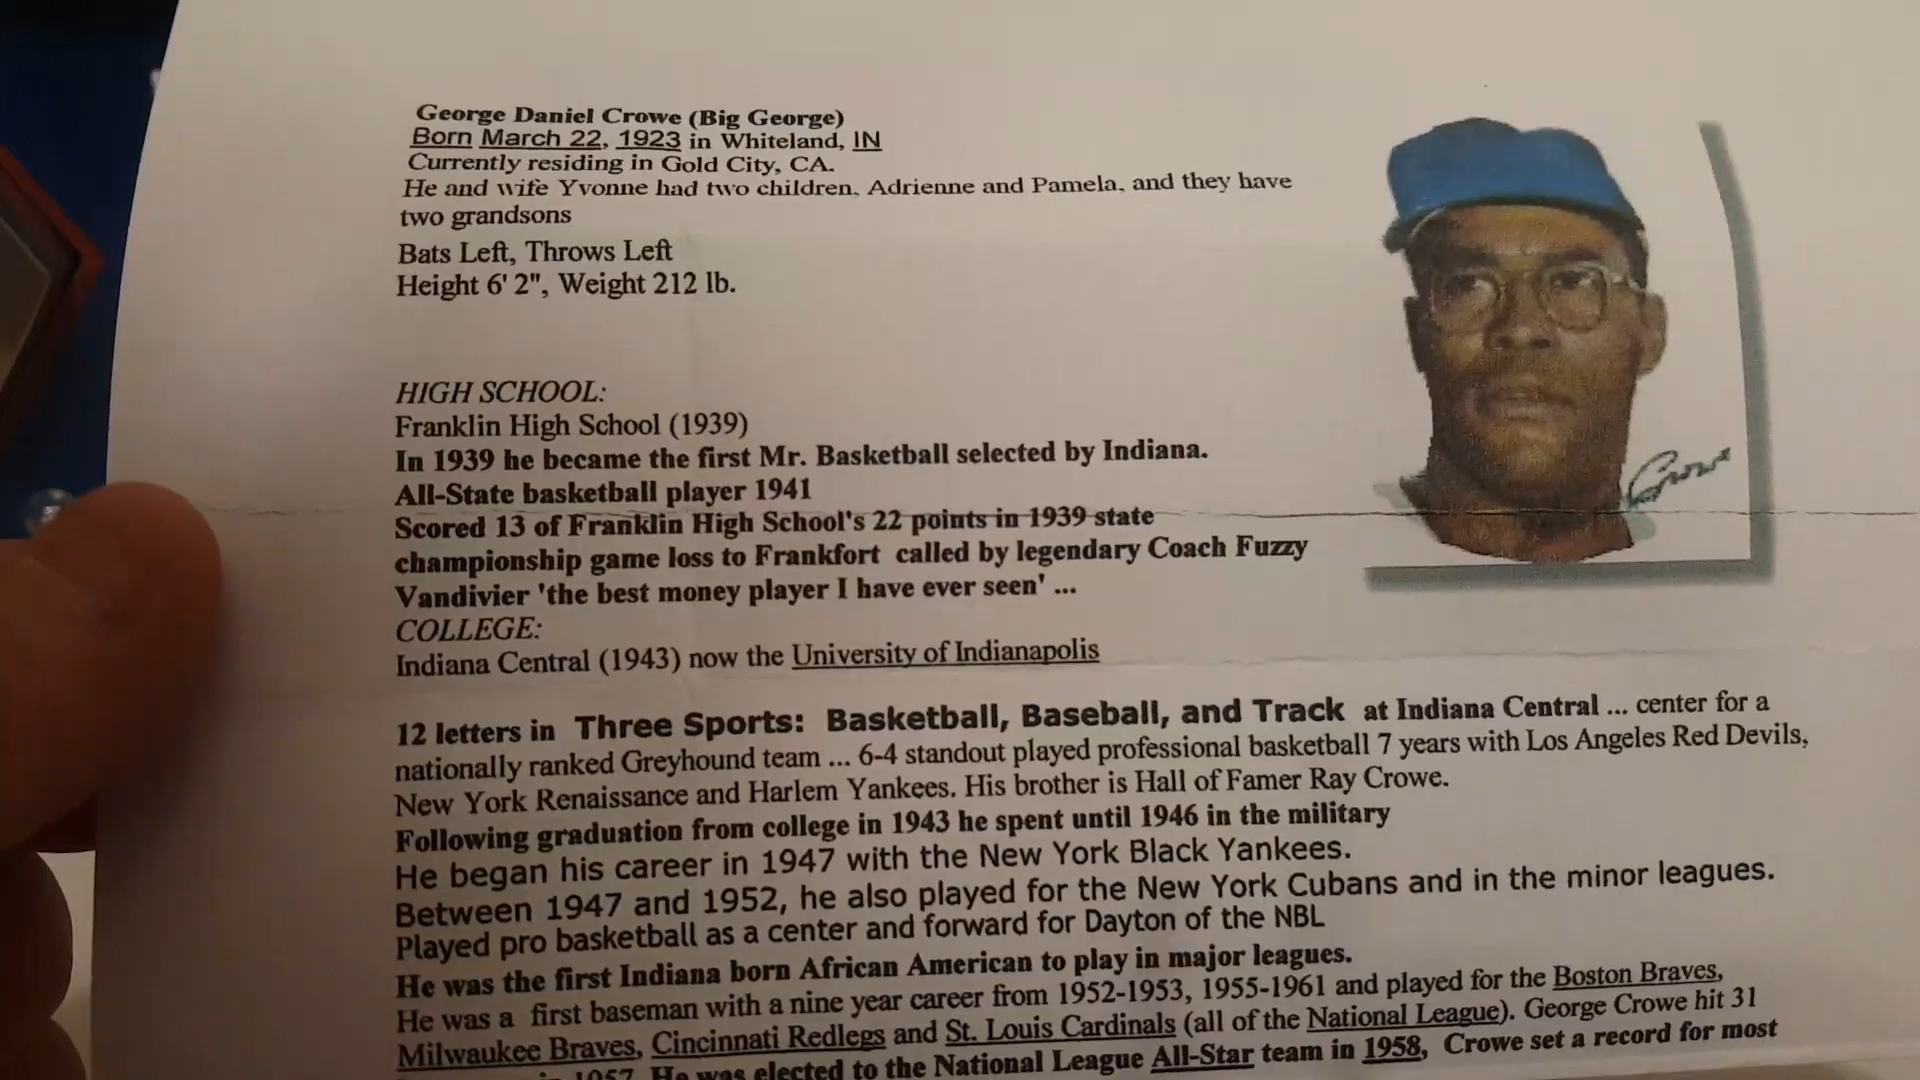 George Daniel Crowe (Big George)
Born March 22, 1923 in Whiteland, IN
Currently residing in Gold City, CA.
He and wife Yvonne had two children, Adrienne and Pamela, and they have
two grandsons
Bats Left, Throws Left
Height 6' 2", Weight 212 lb.
HIGH SCHOOL:
Franklin High School (1939)
In 1939 he became the first Mr. Basketball selected by Indiana.
All-State basketball player 1941
Scored 13 of Franklin High School's 22 points in 1939 state
championship game loss to Frankfort called by legendary Coach Fuzzy
Vandivier 'the best money player I have ever seen' ...
Crowe
COLLEGE:
Indiana Central (1943) now the University of Indianapolis
12 letters in Three Sports: Basketball, Baseball, and Track at Indiana Central ... center for a
nationally ranked Greyhound team ... 6-4 standout played professional basketball 7 years with Los Angeles Red Devils,
New York Renaissance and Harlem Yankees. His brother is Hall of Famer Ray Crowe.
Following graduation from college in 1943 he spent until 1946 in the military
He began his career in 1947 with the New York Black Yankees.
Between 1947 and 1952, he also played for the New York Cubans and in the minor leagues.
Played pro basketball as a center and forward for Dayton of the NBL
He was the first Indiana born African American to play in major leagues.
He was a first baseman with a nine year career from 1952-1953, 1955-1961 and played for the Boston Braves,
Milwaukee Braves, Cincinnati Redlegs and St. Louis Cardinals (all of the National League). George Crowe hit 31
in 1957. He was elected to the National League All-Star team in 1958, Crowe set a record for most